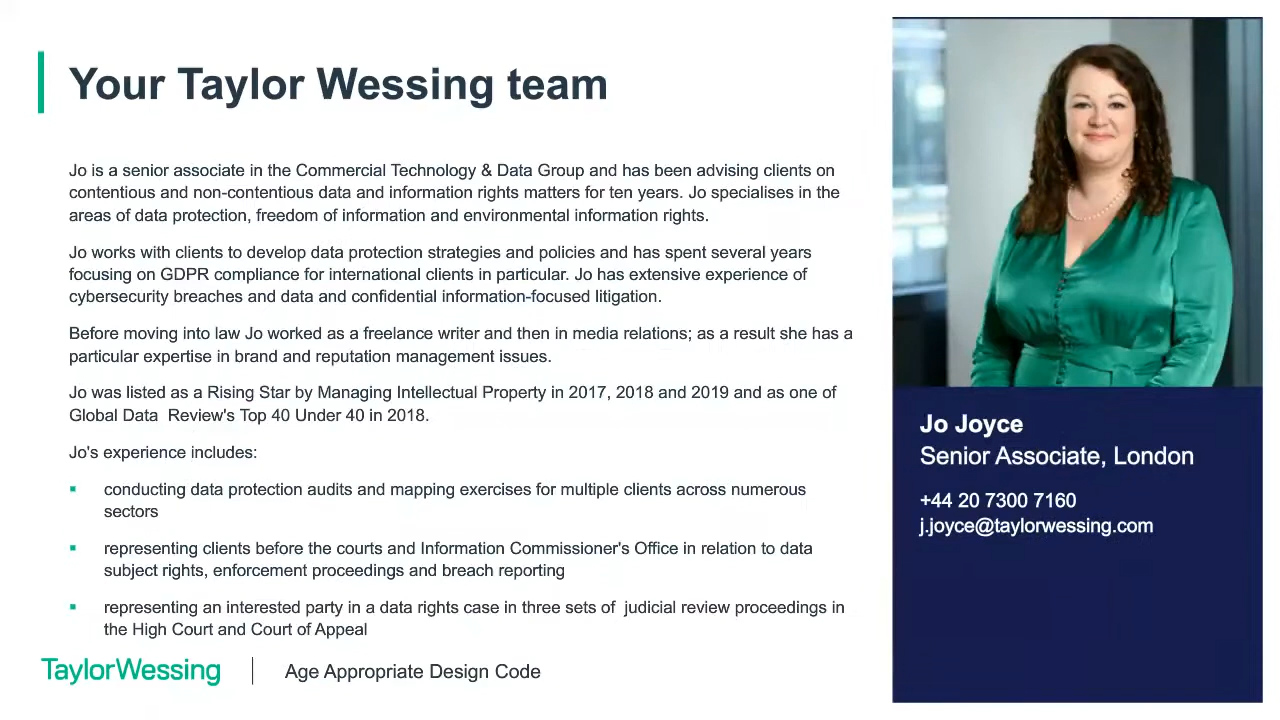 Your Taylor Wessing team
Jo is a senior associate in the Commercial Technology & Data Group and has been advising clients on
contentious and non-contentious data and information rights matters for ten years. Jo specialises in the
areas of data protection, freedom of information and environmental information rights.
Jo works with clients to develop data protection strategies and policies and has spent several years
focusing on GDPR compliance for international clients in particular. Jo has extensive experience of
cybersecurity breaches and data and confidential information-focused litigation.
Before moving into law Jo worked as a freelance writer and then in media relations; as a result she has a
particular expertise in brand and reputation management issues.
Jo was listed as a Rising Star by Managing Intellectual Property in 2017, 2018 and 2019 and as one of
Global Data  Review's Top 40 Under 40 in 2018.
Jo's experience includes:
▪ conducting data protection audits and mapping exercises for multiple clients across numerous
sectors
▪ representing clients before the courts and Information Commissioner's Office in relation to data
subject rights, enforcement proceedings and breach reporting
▪ representing an interested party in a data rights case in three sets of  judicial review proceedings in
the High Court and Court of Appeal
Jo Joyce
Senior Associate, London
+44 20 7300 7160
j.joyce@taylorwessing.com
TaylorWessing | Age Appropriate Design Code